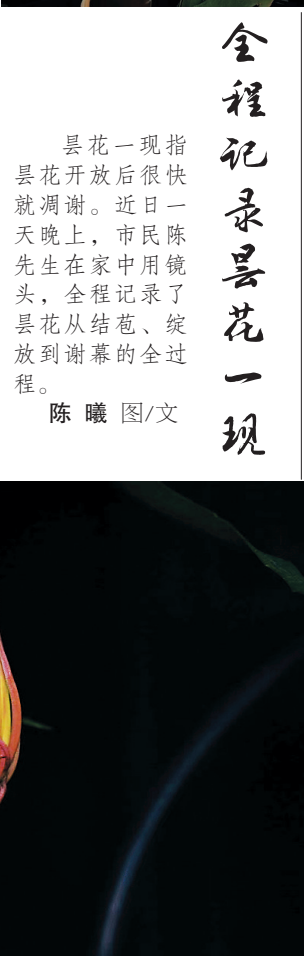 全程记录昙花一现
昙花一现指
昙花开放后很快
就凋谢。近日一
天晚上，市民陈
先生在家中用镜
头，全程记录了
昙花从结苞、绽
放到谢幕的全过
程。
陈 曦 图/文